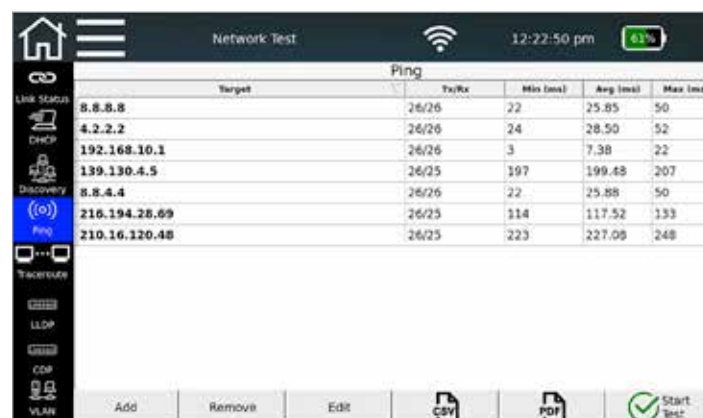 Network Test 12:22:50 pm 61%
Ping
Target Tx/Rx Min (ms) Avg (ms) Max (ms
8.8.8.8 26/26 22 25.85 50
4.2.2.2 26/26 24 28.50 52
192.168.10.1 26/26 3 7.38 22
139.130.4.5 26/25 197 199.48 207
8.8.4.4 26/26 22 25.88 50
216.194.28.69 26/25 114 117.52 133
210.16.120.48 26/25 223 227.08 248
Link Status
DHCP
Discovery
Ping
Traceroute
LLDP
CDP
VLAN
Add Remove Edit CSV PDF Start Test